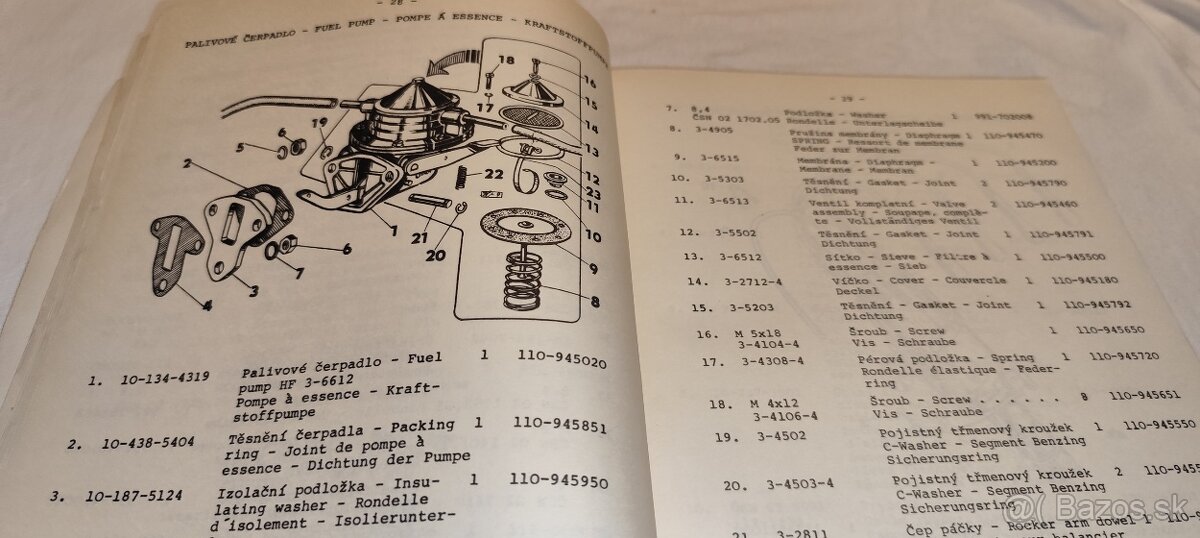 - 28 -
PALIVOVÉ ČERPADLO - FUEL PUMP - POMPE Á ESSENCE - KRAFTSTOFFPUMPE
18
16
17
15
14
19
6
5
13
2
22
12
23
11
1
21
20
10
6
7
9
3
4
8
1. 10-134-4319 Palivové čerpadlo - Fuel 1 110-945020
pump HF 3-6612
Pompe à essence - Kraft-
stoffpumpe
2. 10-438-5404 Těsnění čerpadla - Packing 1 110-945851
ring - Joint de pompe à
essence - Dichtung der Pumpe
3. 10-187-5124 Izolační podložka - Insu- 1 110-945950
lating washer - Rondelle
d´isolement - Isolierunter-
- 29 -
7. 8,4 Podložka - Washer 1 991-702008
ČSN 02 1702.05 Rondelle - Unterlagscheibe
8. 3-4905 Pružina membrány - Diaphragm 1 110-945470
SPRING - Ressort de membrane
Feder zur Membran
9. 3-6515 Membrána - Diaphragm - 1 110-945200
Membrane - Membran
10. 3-5303 Těsnění - Gasket - Joint 2 110-945790
Dichtung
11. 3-6513 Ventil kompletní - Valve 2 110-945460
assembly - Soupape, complè-
te - Vollständiges Ventil
12. 3-5502 Těsnění - Gasket - Joint 1 110-945791
Dichtung
13. 3-6512 Sítko - Sieve - Filtre à 1 110-945500
essence - Sieb
14. 3-2712-4 Víčko - Cover - Couvercle 1 110-945180
Deckel
15. 3-5203 Těsnění - Gasket - Joint 1 110-945792
Dichtung
16. M 5x18 Šroub - Screw 1 110-945650
3-4104-4 Vis - Schraube
17. 3-4308-4 Pérová podložka - Spring 1 110-945720
Rondelle élastique - Feder-
ring
18. M 4x12 Šroub - Screw . . . . . . 8 110-945651
3-4106-4 Vis - Schraube
19. 3-4502 Pojistný třmenový kroužek 1 110-945550
C-Washer - Segment Benzing
Sicherungsring
20. 3-4503-4 Pojistný třmenový kroužek 2 110-9455
C-Washer - Segment Benzing
Sicherungsring
21. 3-2811 Čep páčky - Rocker arm dowel 1 110-
balancier
Bazos.sk